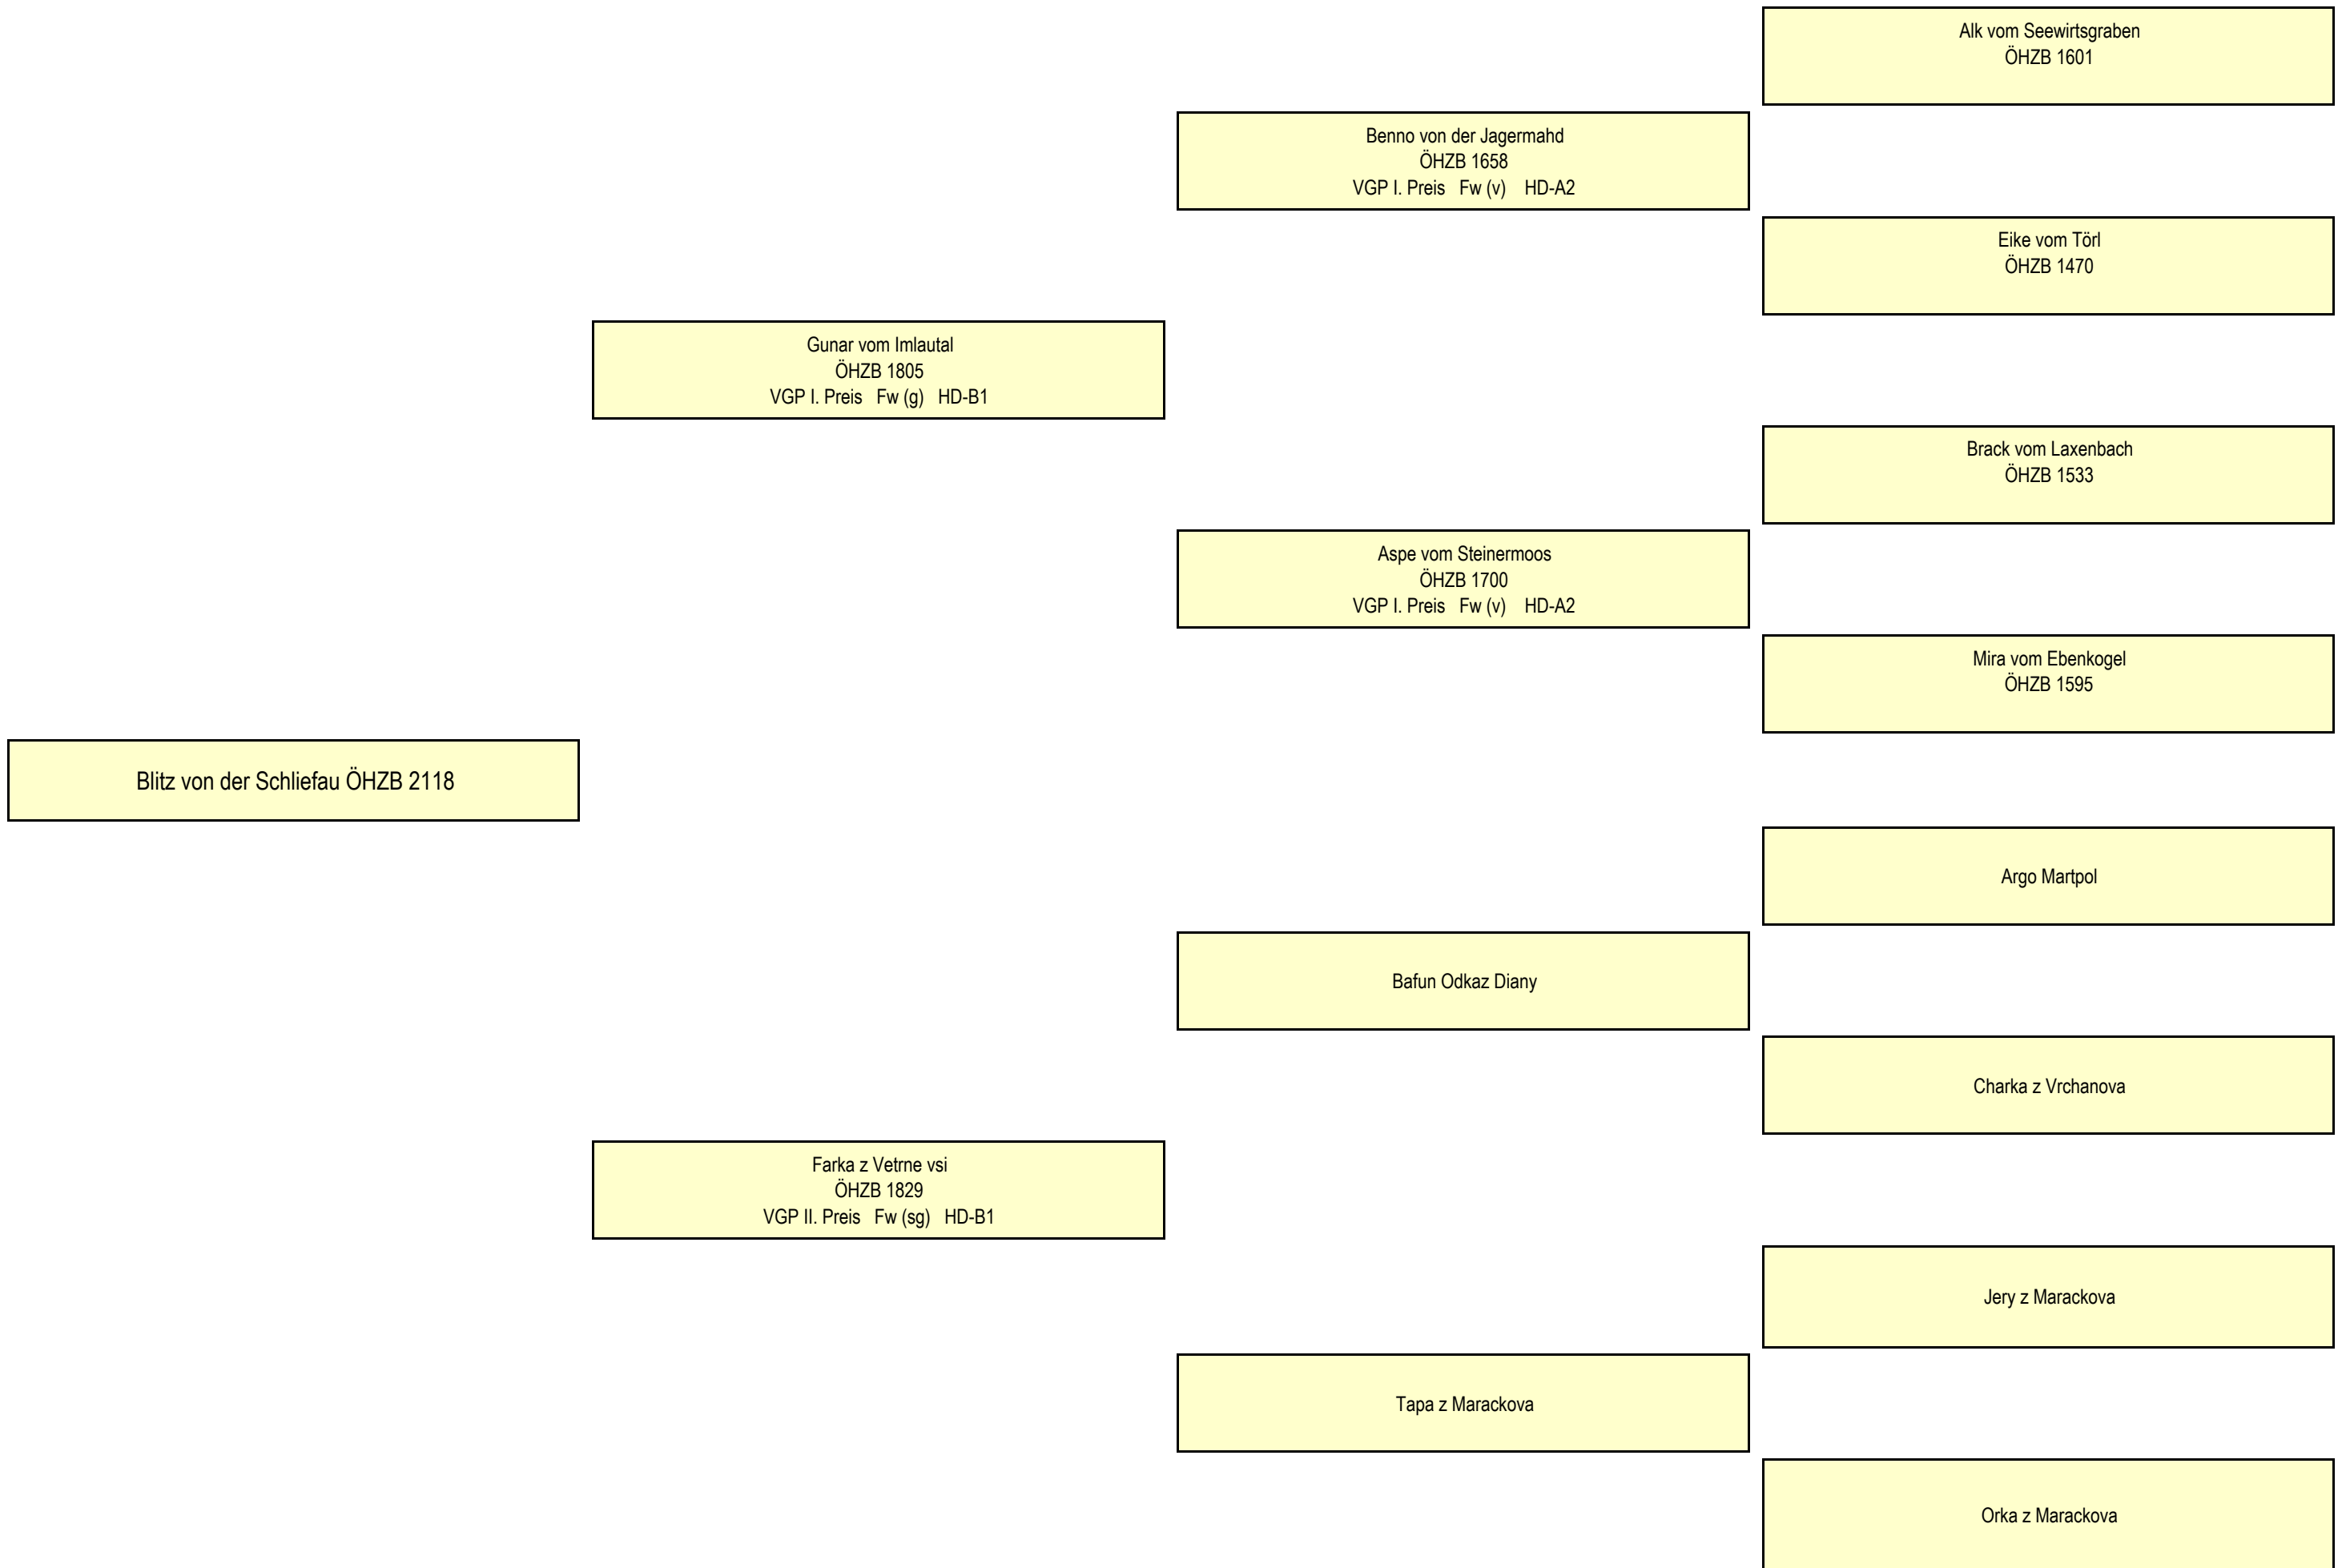 Alk vom Seewirtsgraben
ÖHZB 1601
Benno von der Jagermahd
ÖHZB 1658
VGP I. Preis Fw (v) HD-A2
Eike vom Törl
ÖHZB 1470
Gunar vom Imlautal
ÖHZB 1805
VGP I. Preis Fw (g) HD-B1
Brack vom Laxenbach
ÖHZB 1533
Aspe vom Steinermoos
ÖHZB 1700
VGP I. Preis Fw (v) HD-A2
Mira vom Ebenkogel
ÖHZB 1595
Blitz von der Schliefau ÖHZB 2118
Argo Martpol
Bafun Odkaz Diany
Charka z Vrchanova
Farka z Vetrne vsi
ÖHZB 1829
VGP II. Preis Fw (sg) HD-B1
Jery z Marackova
Tapa z Marackova
Orka z Marackova